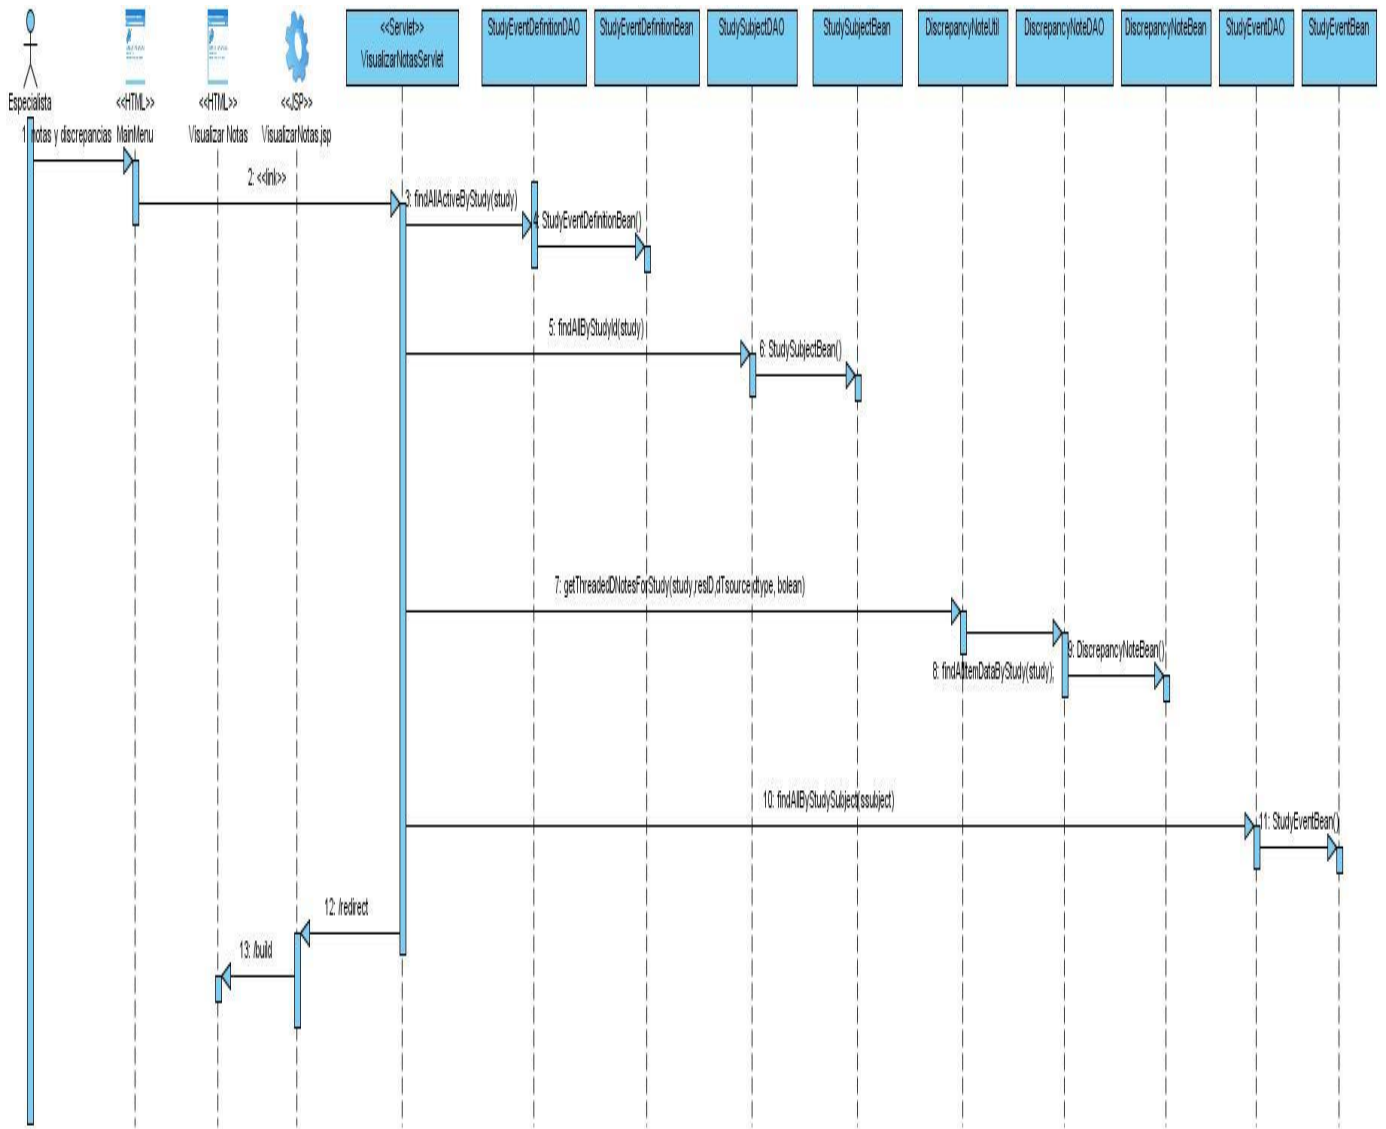 <<Servlet>>
VisualizarNotasServlet
StudyEventDefinitionDAO
StudyEventDefinitionBean
StudySubjectDAO
StudySubjectBean
DiscrepancyNoteUtil
DiscrepancyNoteDAO
DiscrepancyNoteBean
StudyEventDAO
StudyEventBean
Especialista
<<HTML>>
MainMenu
<<HTML>>
Visualizar Notas
<<JSP>>
VisualizarNotas.jsp
1: notas y discrepancias
2: <<link>>
3: findAllActiveByStudy(study)
4: StudyEventDefinitionBean()
5: findAllByStudyId(study)
6: StudySubjectBean()
7: getThreadedDNotesForStudy(study,resID,dTsource,dtype, bolean)
9: DiscrepancyNoteBean()
8: findAllItemDataByStudy(study);
10: findAllByStudySubject(ssubject)
11: StudyEventBean()
12: /redirect
13: /build